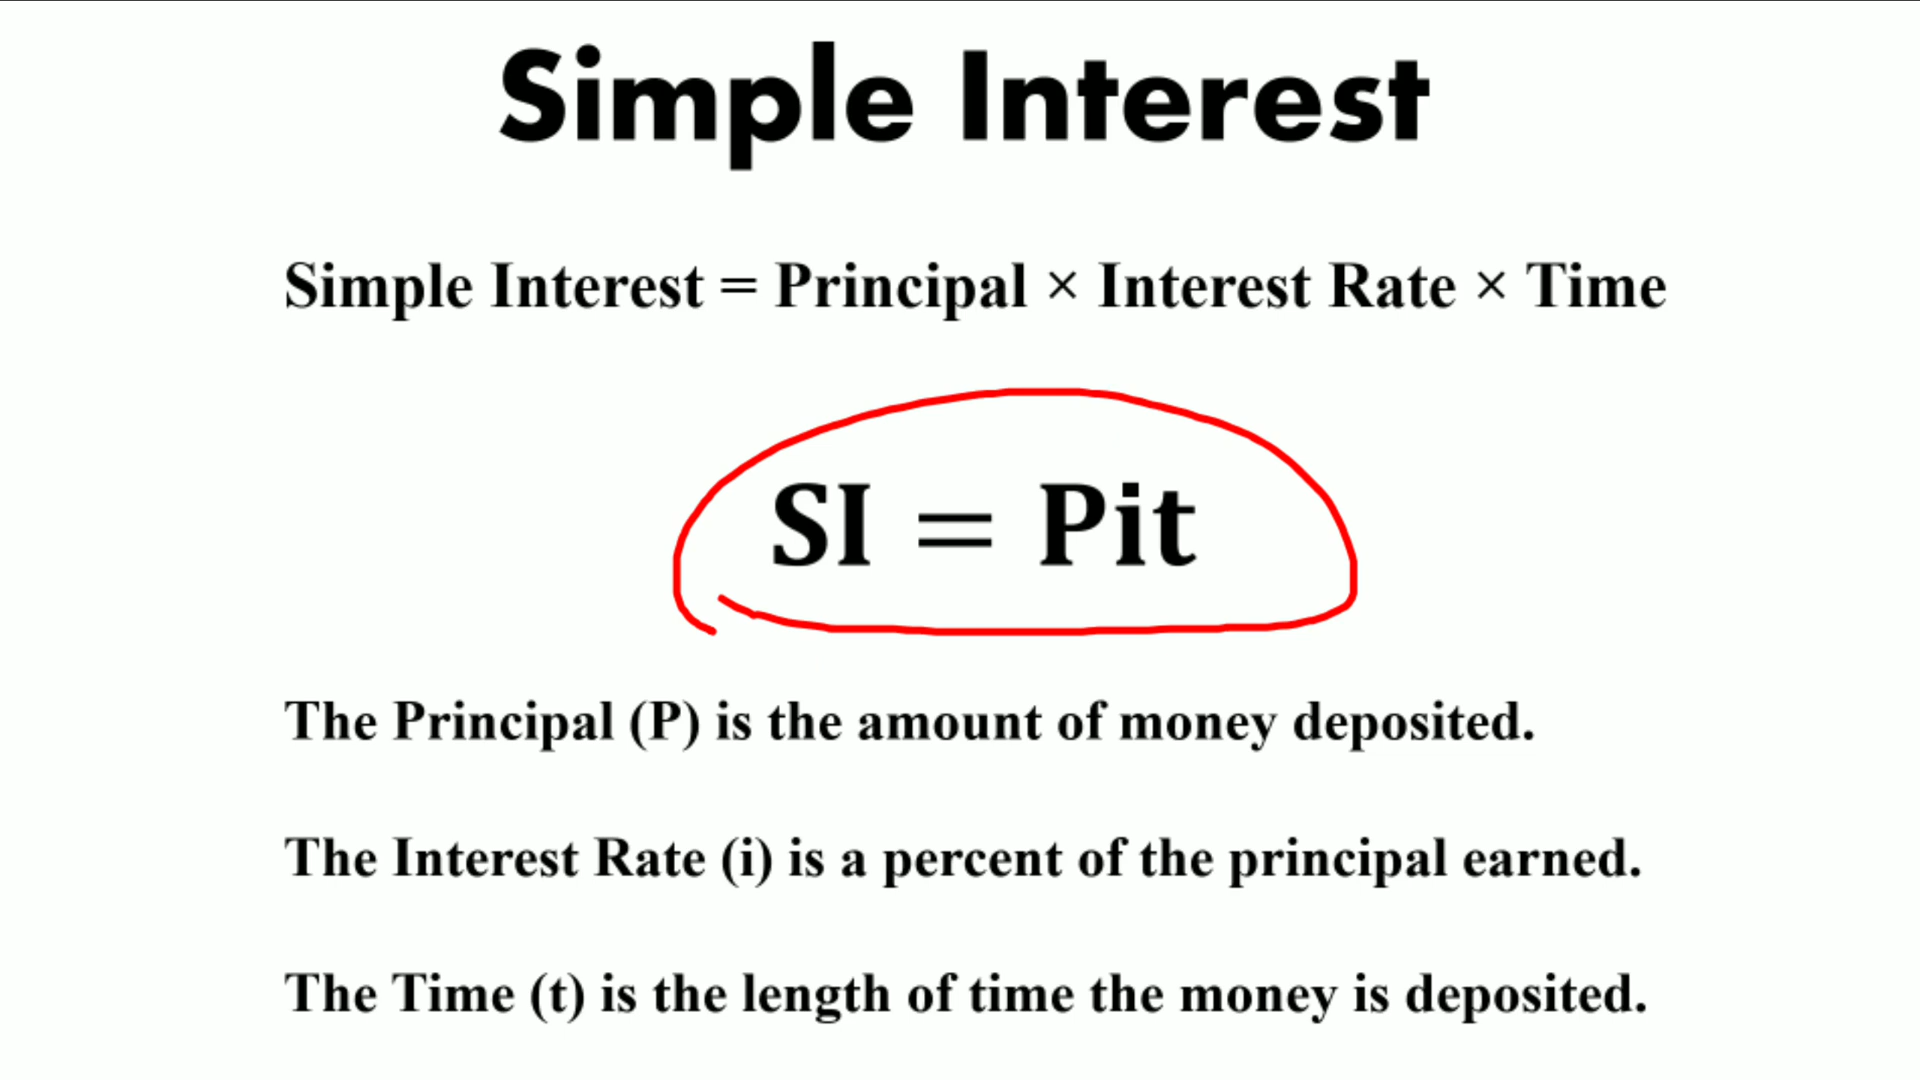 Simple Interest
Simple Interest = Principal × Interest Rate × Time
SI = Pit
The Principal (P) is the amount of money deposited.
The Interest Rate (i) is a percent of the principal earned.
The Time (t) is the length of time the money is deposited.